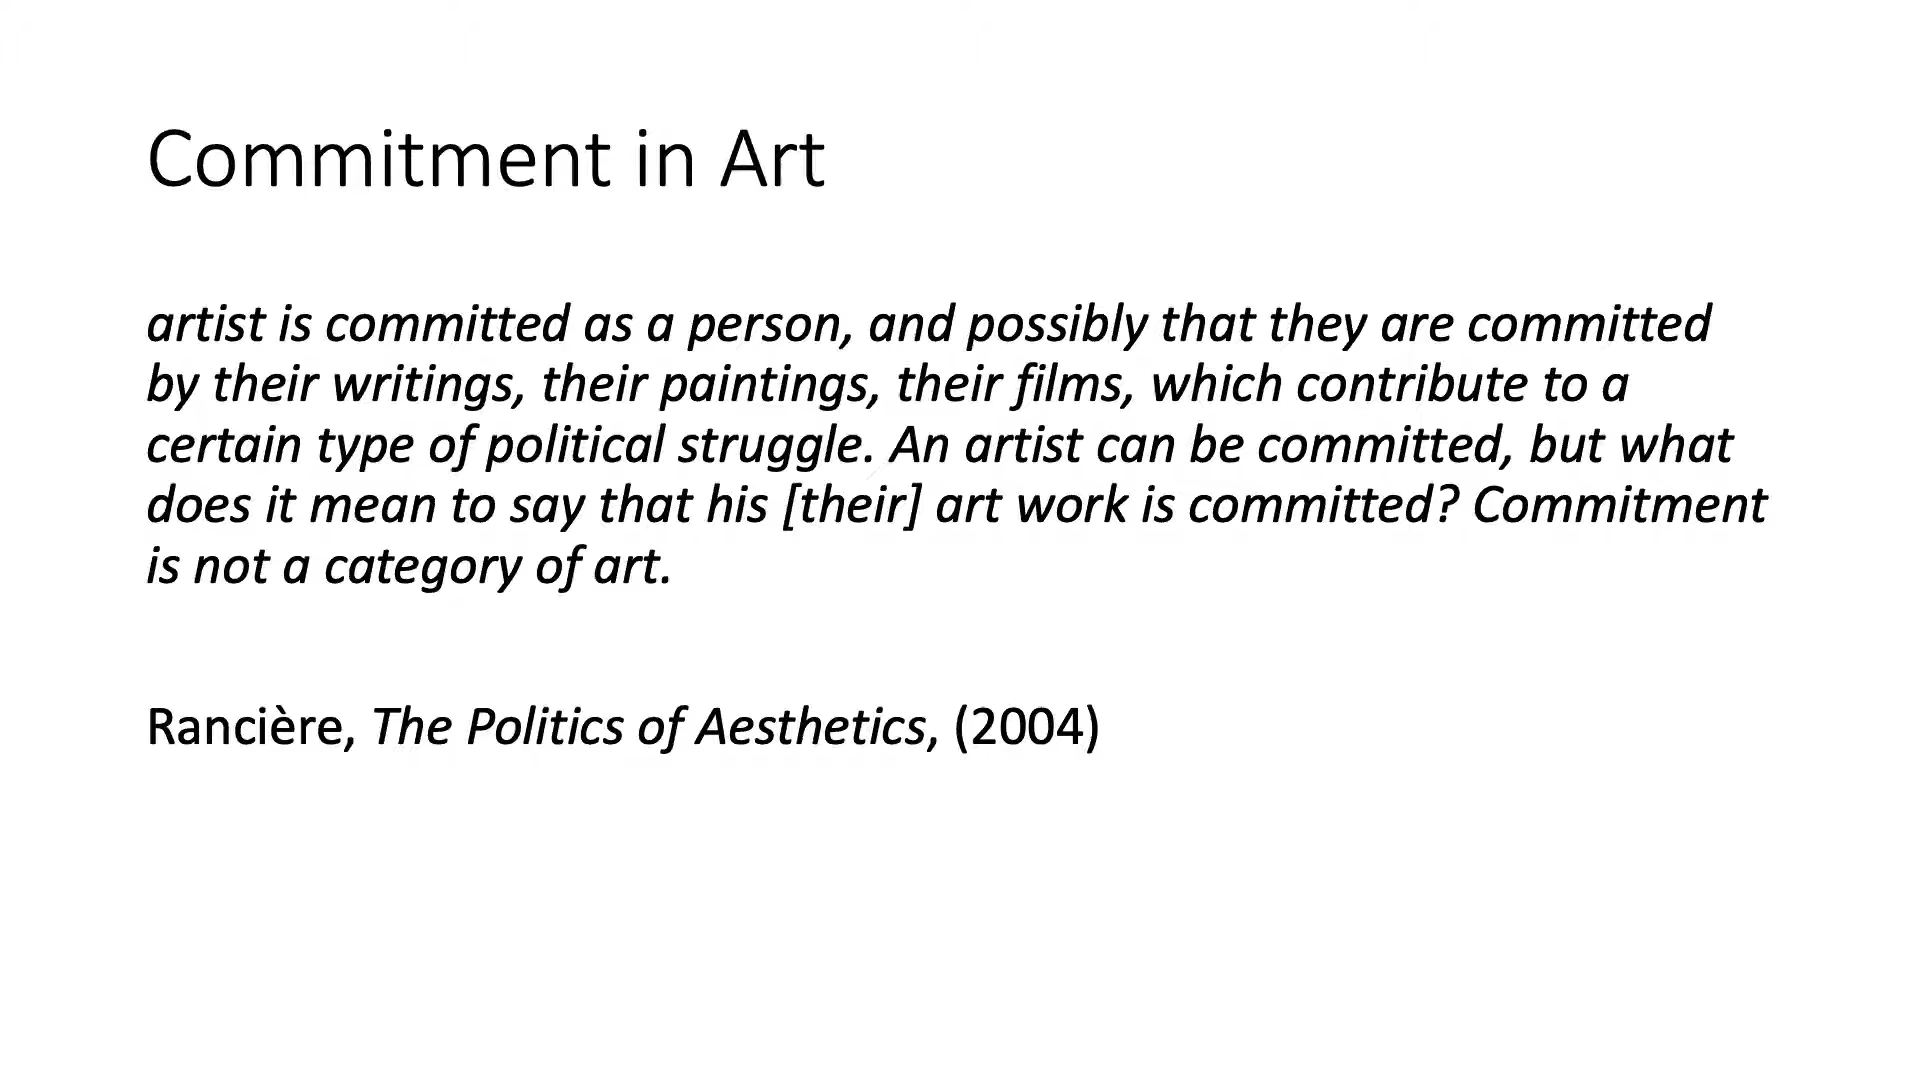 Commitment in Art
artist is committed as a person, and possibly that they are committed
by their writings, their paintings, their films, which contribute to a
certain type of political struggle. An artist can be committed, but what
does it mean to say that his [their] art work is committed? Commitment
is not a category of art.
Rancière, The Politics of Aesthetics, (2004)